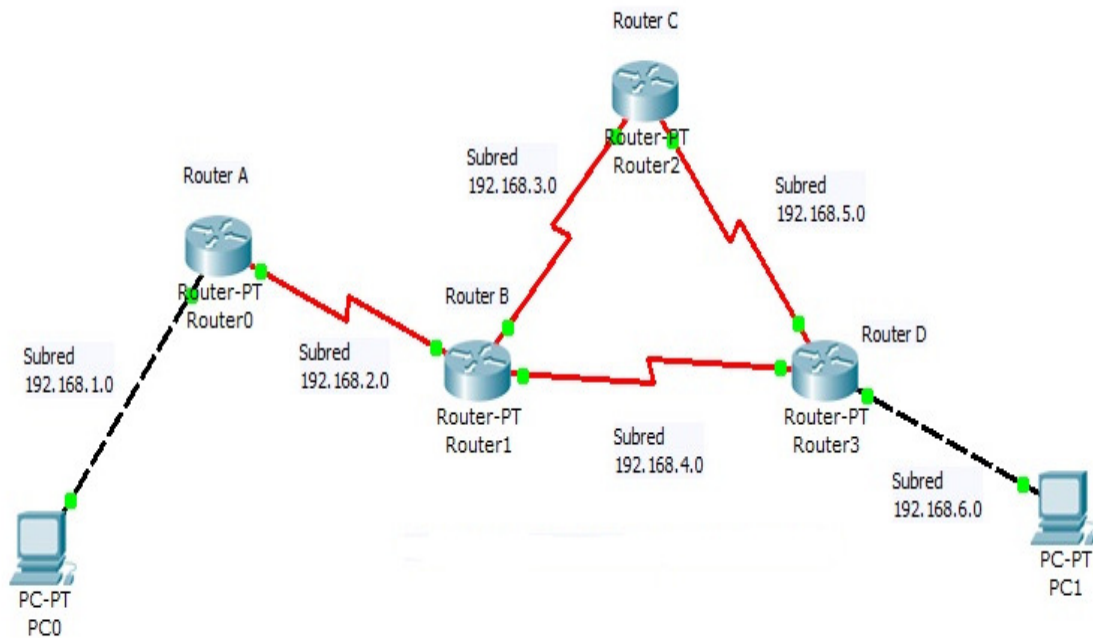 Router C
Router-PT
Router2
Subred
192.168.3.0
Subred
192.168.5.0
Router A
Router-PT
Router0
Subred
192.168.1.0
Subred
192.168.2.0
Router B
Router-PT
Router1
Router D
Router-PT
Router3
Subred
192.168.4.0
Subred
192.168.6.0
PC-PT
PC0
PC-PT
PC1